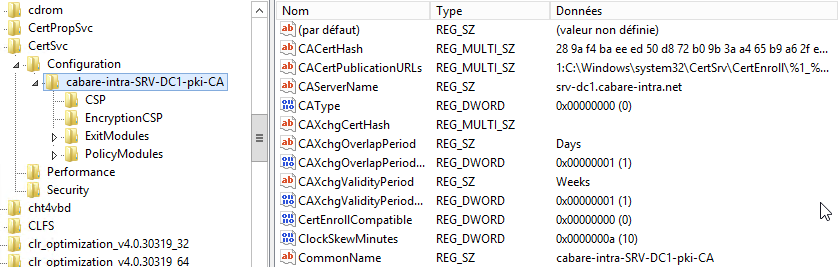 cdrom
CertPropSvc
CertSvc
Configuration
cabare-intra-SRV-DC1-pki-CA
CSP
EncryptionCSP
ExitModules
PolicyModules
Performance
Security
cht4vbd
CLFS
clr_optimization_v4.0.30319_32
clr_optimization_v4.0.30319_64
Nom Type Données
(par défaut) REG_SZ (valeur non définie)
CACertHash REG_MULTI_SZ 28 9a f4 ba ee ed 50 d8 72 b0 9b 3a a4 65 b9 a6 2f e...
CACertPublicationURLs REG_MULTI_SZ 1:C:\Windows\system32\CertSrv\CertEnroll\%1_%...
CAServerName REG_SZ srv-dc1.cabare-intra.net
CAType REG_DWORD 0x00000000 (0)
CAXchgCertHash REG_MULTI_SZ
CAXchgOverlapPeriod REG_SZ Days
CAXchgOverlapPeriod... REG_DWORD 0x00000001 (1)
CAXchgValidityPeriod REG_SZ Weeks
CAXchgValidityPeriod... REG_DWORD 0x00000001 (1)
CertEnrollCompatible REG_DWORD 0x00000000 (0)
ClockSkewMinutes REG_DWORD 0x0000000a (10)
CommonName REG_SZ cabare-intra-SRV-DC1-pki-CA